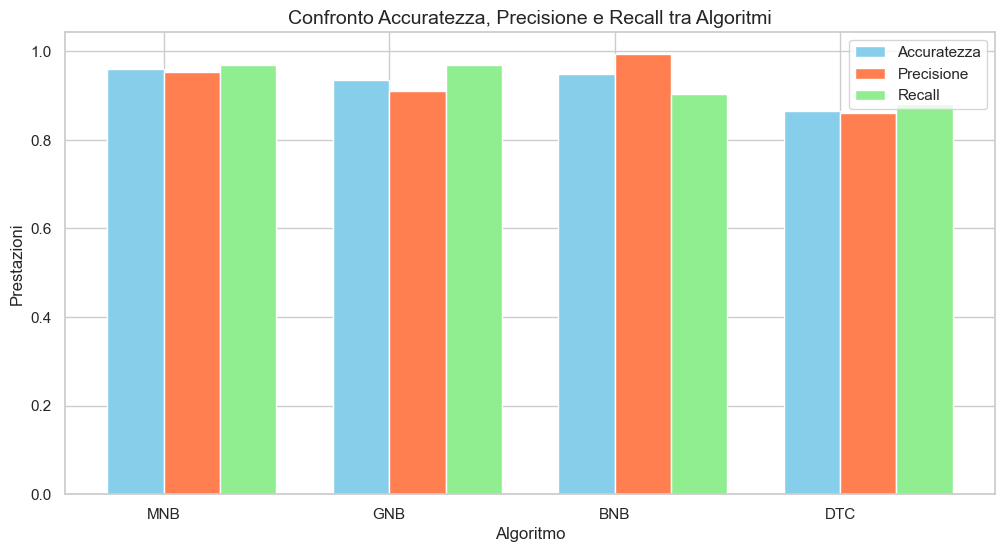 Confronto Accuratezza, Precisione e Recall tra Algoritmi
Accuratezza
Precisione
Recall
Prestazioni
1.0
0.8
0.6
0.4
0.2
0.0
MNB
GNB
BNB
DTC
Algoritmo